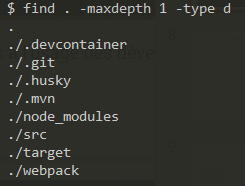 $ find . -maxdepth 1 -type d
.
./.devcontainer
./.git
./.husky
./.mvn
./node_modules
./src
./target
./webpack